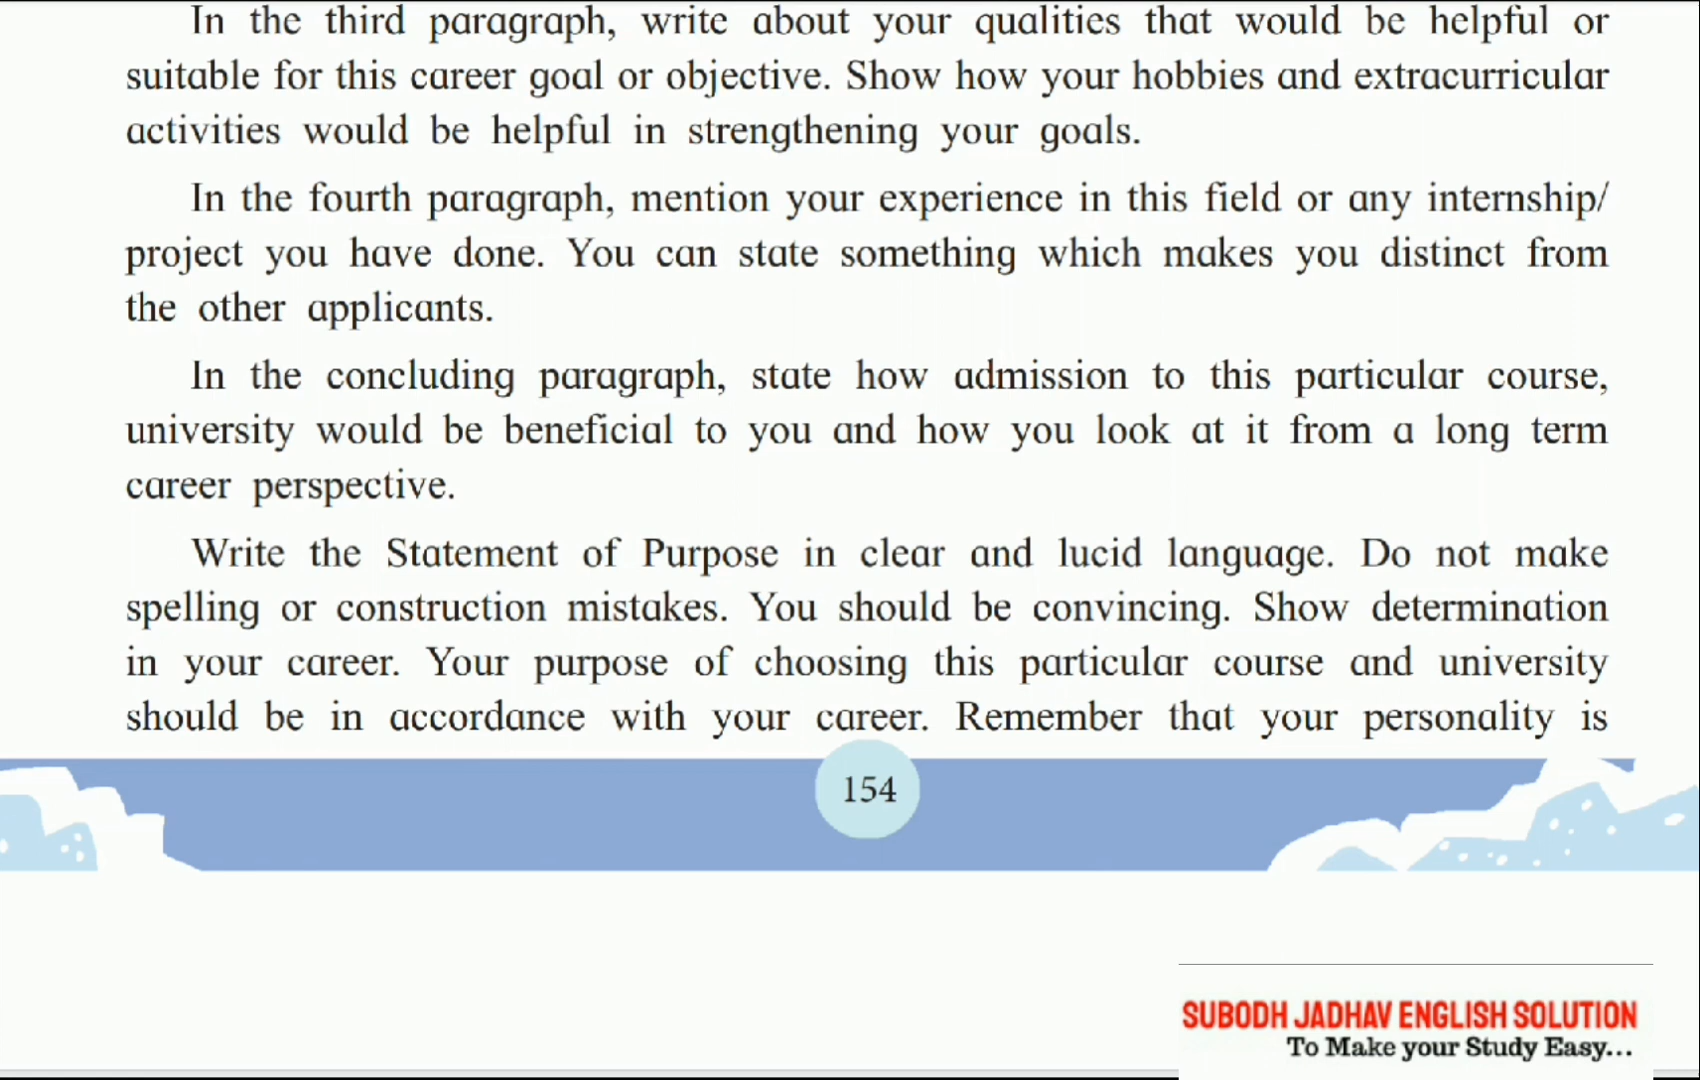 In the third paragraph, write about your qualities that would be helpful or
suitable for this career goal or objective. Show how your hobbies and extracurricular
activities would be helpful in strengthening your goals.
In the fourth paragraph, mention your experience in this field or any internship/
project you have done. You can state something which makes you distinct from
the other applicants.
In the concluding paragraph, state how admission to this particular course,
university would be beneficial to you and how you look at it from a long term
career perspective.
Write the Statement of Purpose in clear and lucid language. Do not make
spelling or construction mistakes. You should be convincing. Show determination
in your career. Your purpose of choosing this particular course and university
should be in accordance with your career. Remember that your personality is
154
SUBODH JADHAV ENGLISH SOLUTION
To Make your Study Easy...